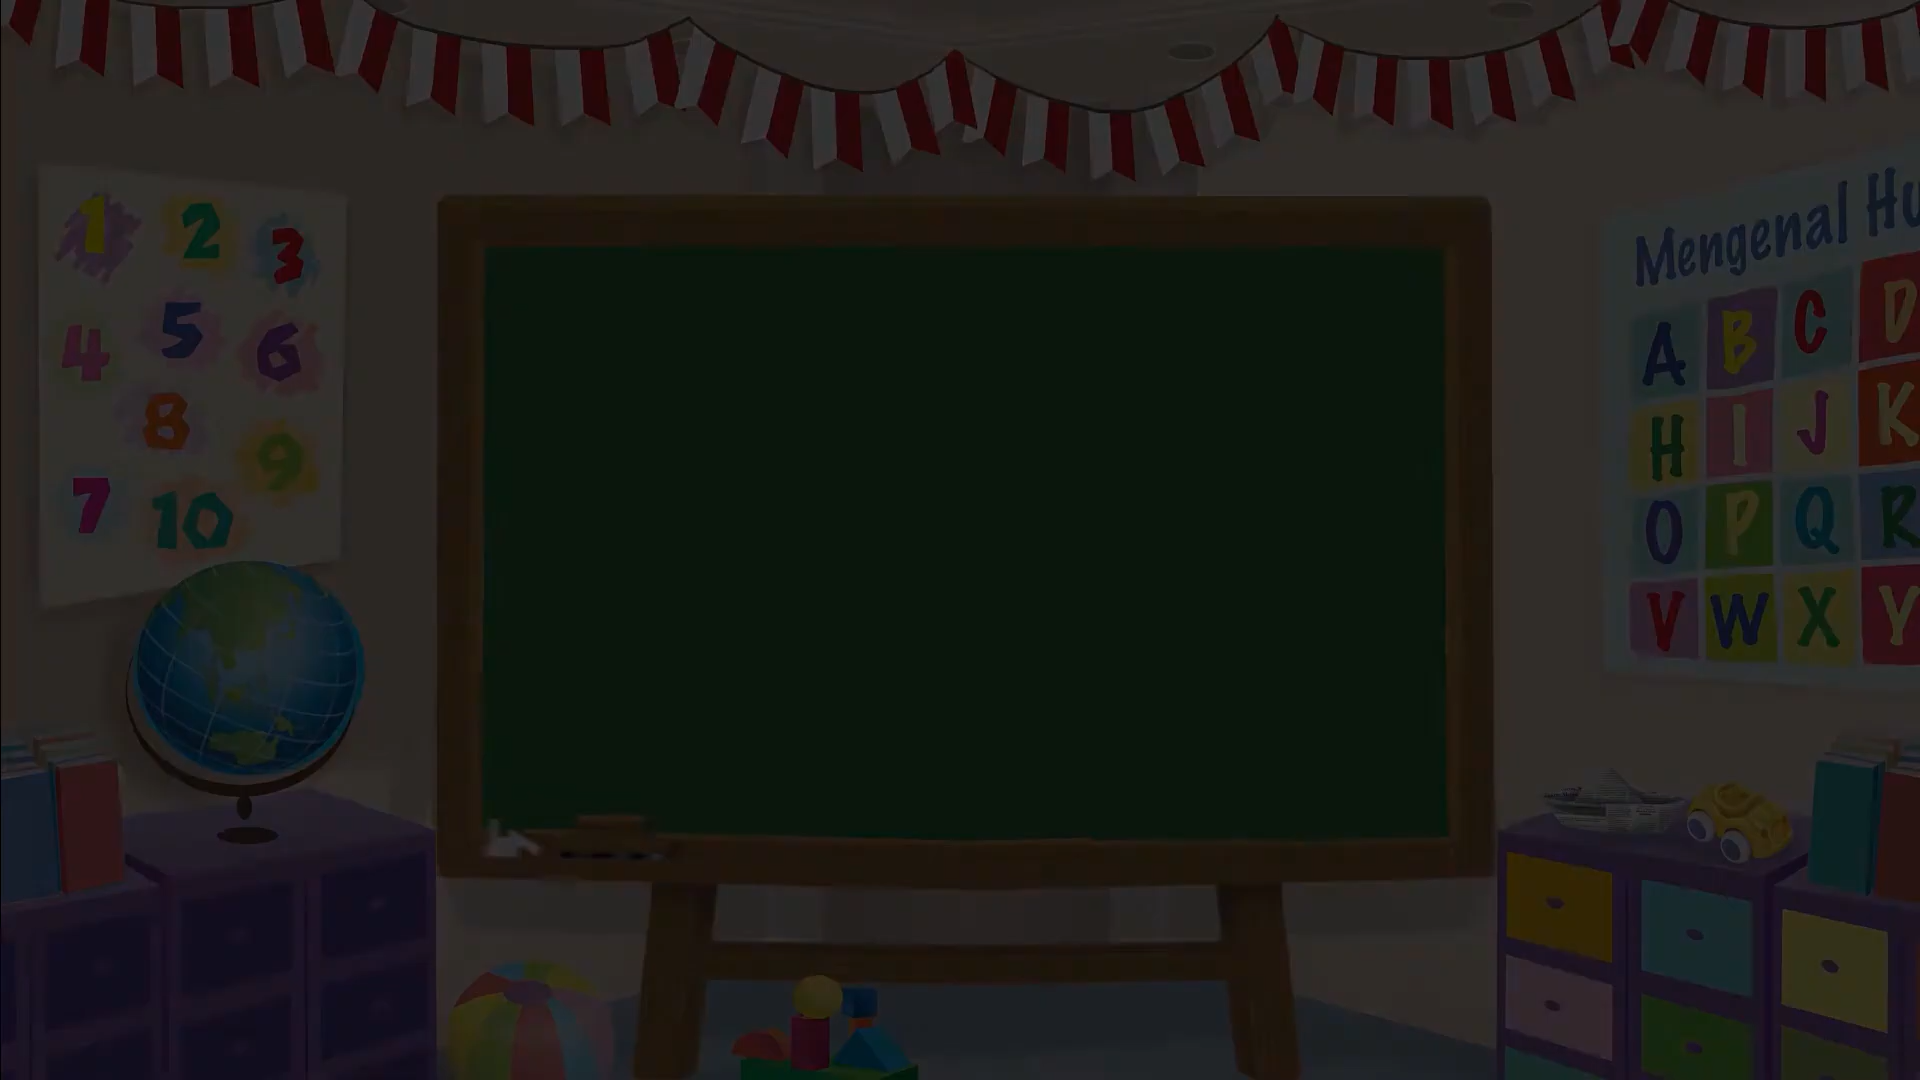 1 2 3
4 5 6
8 9
7 10
Mengenal Hu
A B C D
H I J K
O P Q R
V W X Y